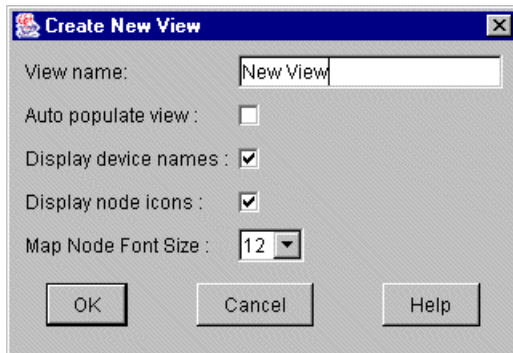 Create New View
View name: New View
Auto populate view :
Display device names :
Display node icons :
Map Node Font Size : 12
OK Cancel Help